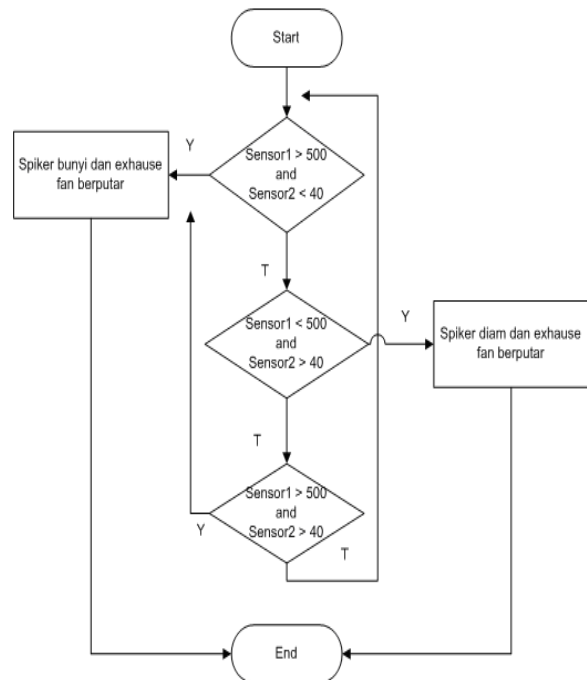 Start
Y
Spiker bunyi dan exhause
fan berputar
Sensor1 > 500
and
Sensor2 < 40
T
Sensor1 < 500
and
Sensor2 > 40
Y
Spiker diam dan exhause
fan berputar
T
Sensor1 > 500
and
Sensor2 > 40
Y
T
End